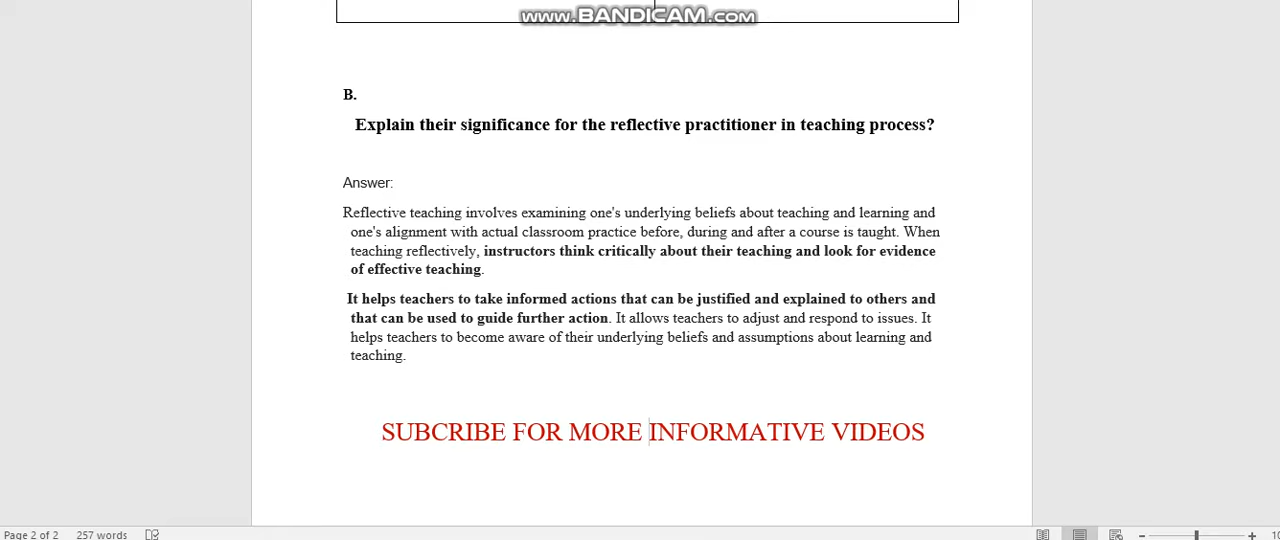 www.BANDICAM.com
B.
Explain their significance for the reflective practitioner in teaching process?
Answer:
Reflective teaching involves examining one's underlying beliefs about teaching and learning and
one's alignment with actual classroom practice before, during and after a course is taught. When
teaching reflectively, instructors think critically about their teaching and look for evidence
of effective teaching.
It helps teachers to take informed actions that can be justified and explained to others and
that can be used to guide further action. It allows teachers to adjust and respond to issues. It
helps teachers to become aware of their underlying beliefs and assumptions about learning and
teaching.
SUBCRIBE FOR MORE INFORMATIVE VIDEOS
Page 2 of 2 257 words